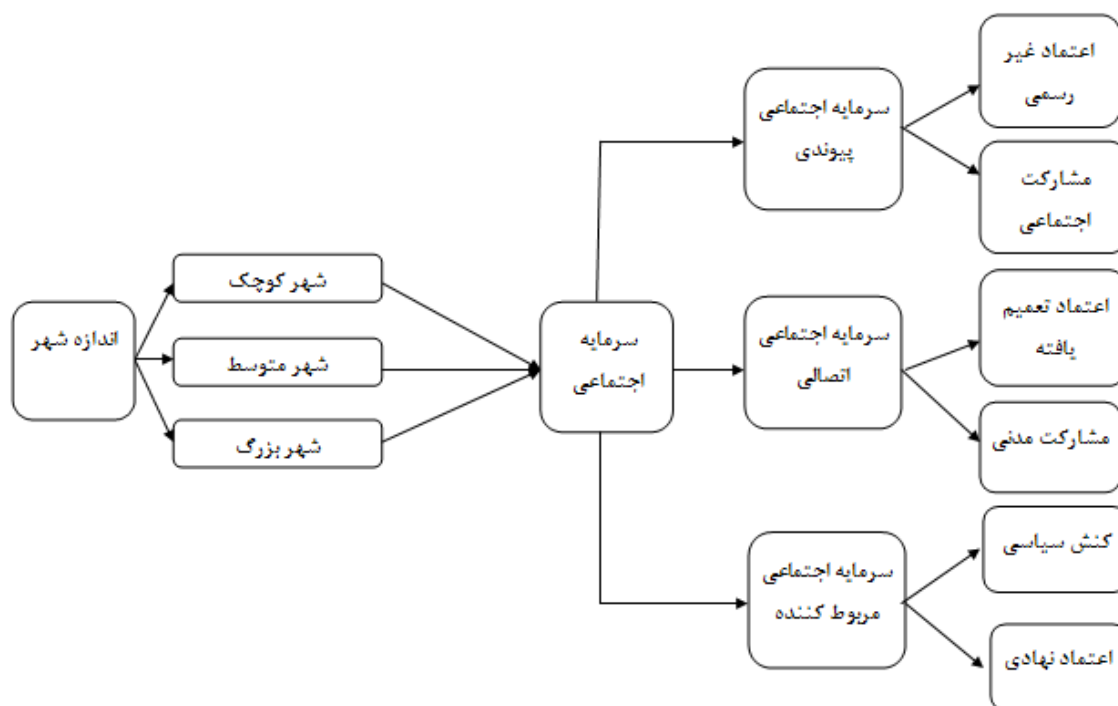 اندازه شهر
شهر کوچک
شهر متوسط
شهر بزرگ
سرمایه
اجتماعی
سرمایه اجتماعی
پیوندی
سرمایه اجتماعی
اتصالی
سرمایه اجتماعی
مربوط کننده
اعتماد غیر
رسمی
مشارکت
اجتماعی
اعتماد تعمیم
یافته
مشارکت مدنی
کنش سیاسی
اعتماد نهادی